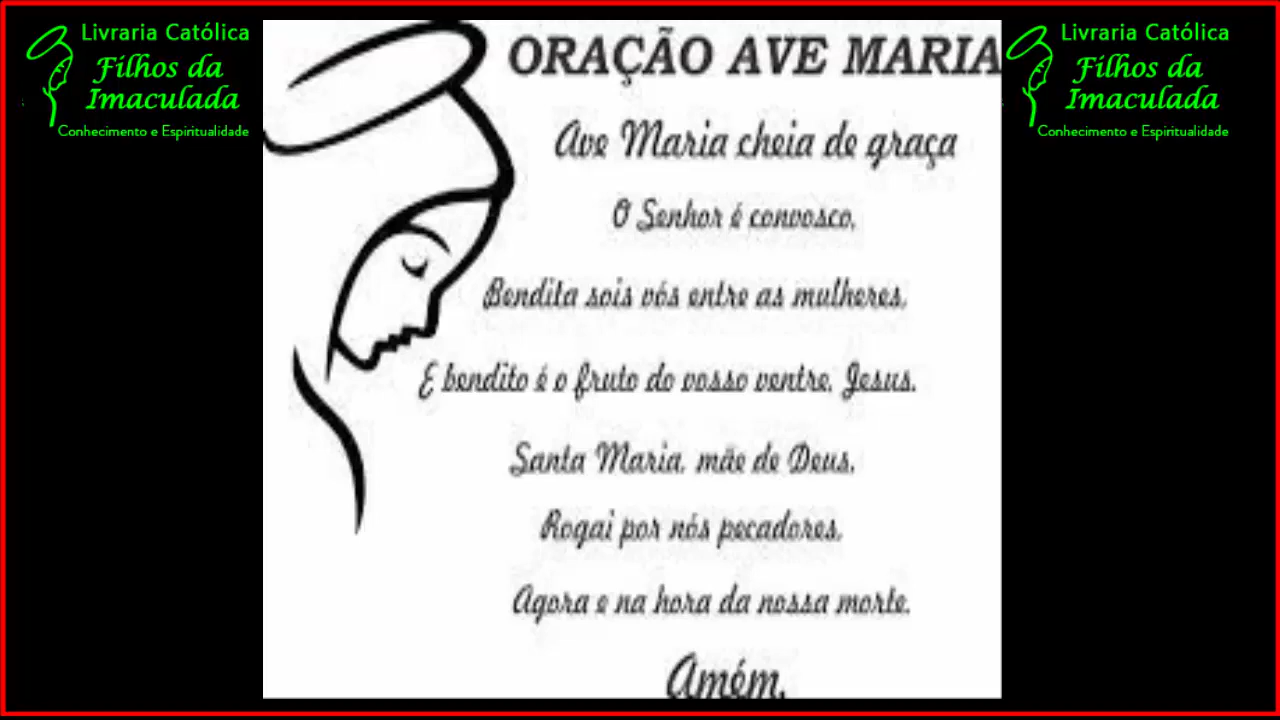 Livraria Católica
Filhos da
Imaculada
Conhecimento e Espiritualidade
ORAÇÃO AVE MARIA
Ave Maria cheia de graça
O Senhor é convosco,
Bendita sois vós entre as mulheres,
E bendito é o fruto do vosso ventre, Jesus.
Santa Maria, mãe de Deus,
Rogai por nós pecadores,
Agora e na hora da nossa morte.
Amém.
Livraria Católica
Filhos da
Imaculada
Conhecimento e Espiritualidade